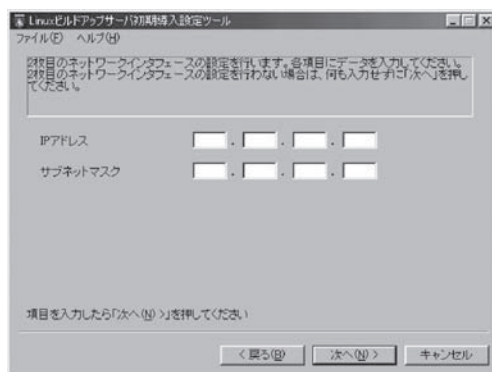 Linuxビルドアップサーバ初期導入設定ツール
ファイル(F) ヘルプ(H)
2枚目のネットワークインタフェースの設定を行います。各項目にデータを入力してください。
2枚目のネットワークインタフェースの設定を行わない場合は、何も入力せずに「次へ」を押し
てください。
IPアドレス . . .
サブネットマスク . . .
項目を入力したら「次へ(N) >」を押してください
< 戻る(B) 次へ(N) > キャンセル